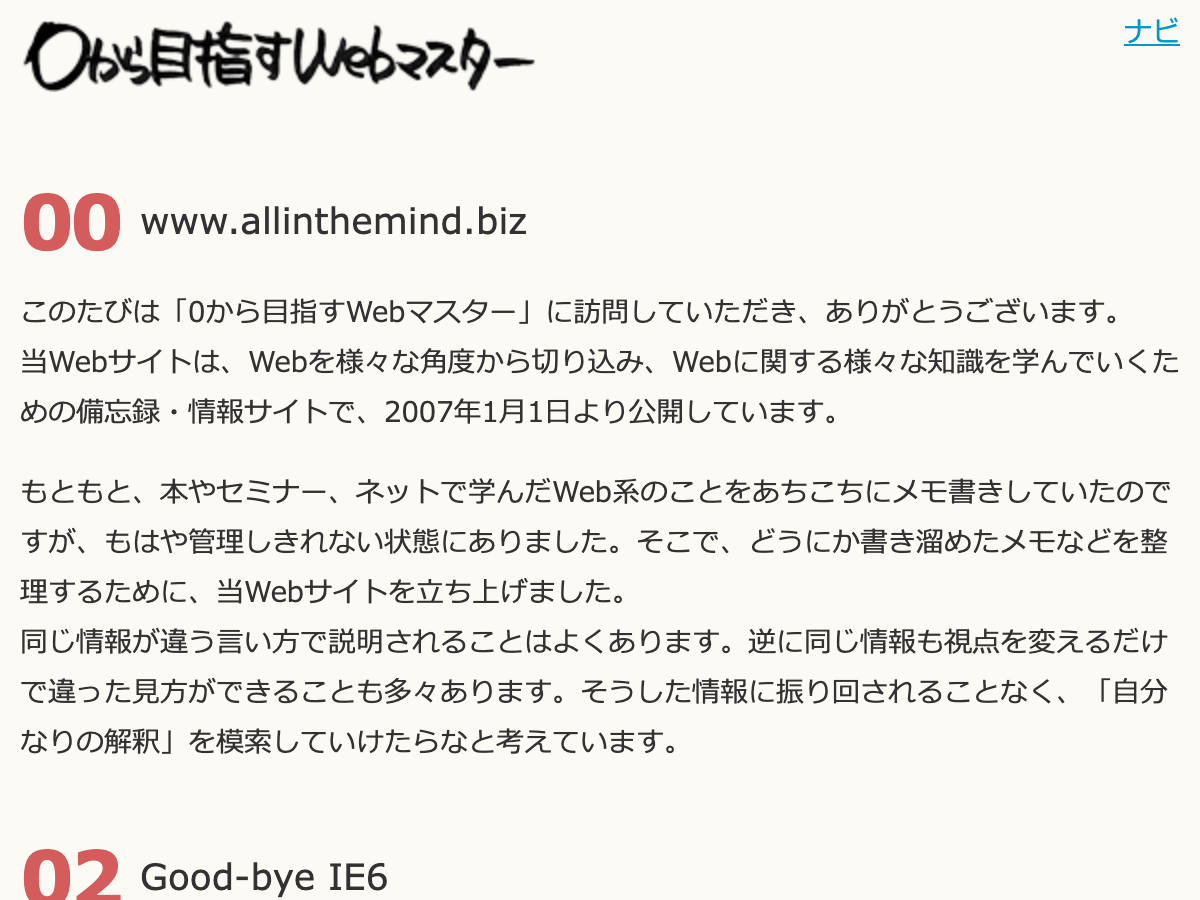 0から目指すWebマスター
ナビ
00 www.allinthemind.biz
このたびは「0から目指すWebマスター」に訪問していただき、ありがとうございます。
当Webサイトは、Webを様々な角度から切り込み、Webに関する様々な知識を学んでいくた
めの備忘録・情報サイトで、2007年1月1日より公開しています。
もともと、本やセミナー、ネットで学んだWeb系のことをあちこちにメモ書きしていたので
すが、もはや管理しきれない状態にありました。そこで、どうにか書き溜めたメモなどを整
理するために、当Webサイトを立ち上げました。
同じ情報が違う言い方で説明されることはよくあります。逆に同じ情報も視点を変えるだけ
で違った見方ができることも多々あります。そうした情報に振り回されることなく、「自分
なりの解釈」を模索していけたらなと考えています。
02 Good-bye IE6